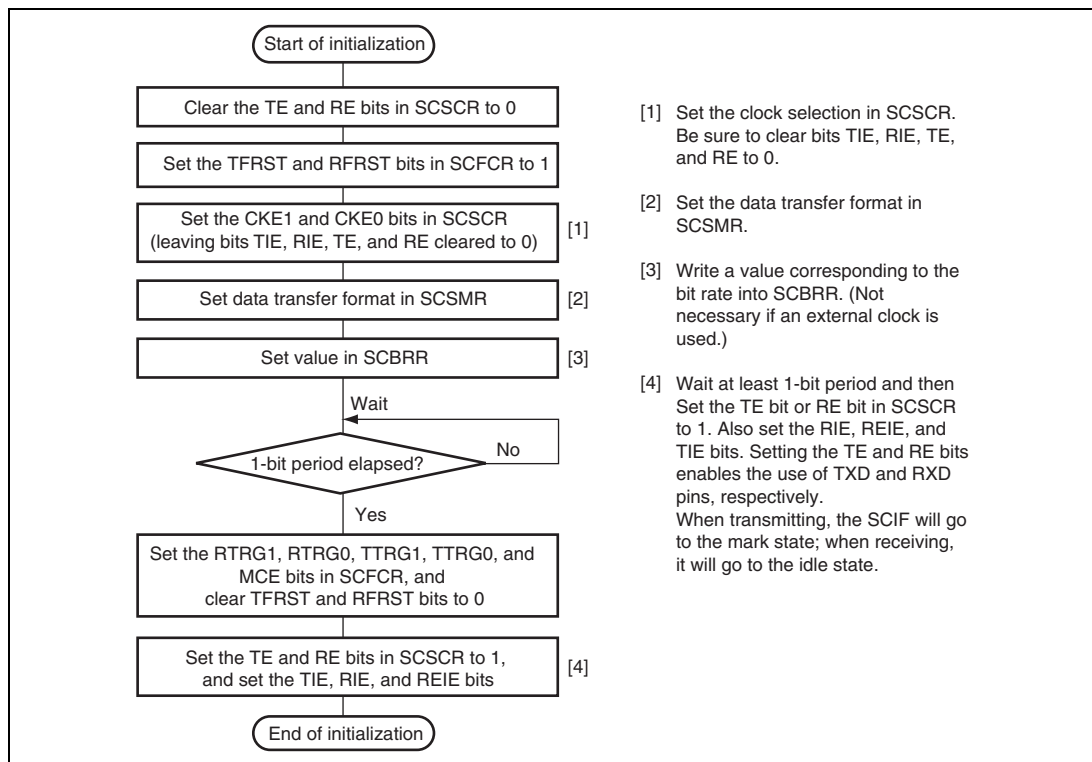 Start of initialization
Clear the TE and RE bits in SCSCR to 0
Set the TFRST and RFRST bits in SCFCR to 1
Set the CKE1 and CKE0 bits in SCSCR
(leaving bits TIE, RIE, TE, and RE cleared to 0)
[1]
Set data transfer format in SCSMR
[2]
Set value in SCBRR
[3]
Wait
1-bit period elapsed?
No
Yes
Set the RTRG1, RTRG0, TTRG1, TTRG0, and
MCE bits in SCFCR, and
clear TFRST and RFRST bits to 0
Set the TE and RE bits in SCSCR to 1,
and set the TIE, RIE, and REIE bits
[4]
End of initialization
[1] Set the clock selection in SCSCR.
Be sure to clear bits TIE, RIE, TE,
and RE to 0.
[2] Set the data transfer format in
SCSMR.
[3] Write a value corresponding to the
bit rate into SCBRR. (Not
necessary if an external clock is
used.)
[4] Wait at least 1-bit period and then
Set the TE bit or RE bit in SCSCR
to 1. Also set the RIE, REIE, and
TIE bits. Setting the TE and RE bits
enables the use of TXD and RXD
pins, respectively.
When transmitting, the SCIF will go
to the mark state; when receiving,
it will go to the idle state.